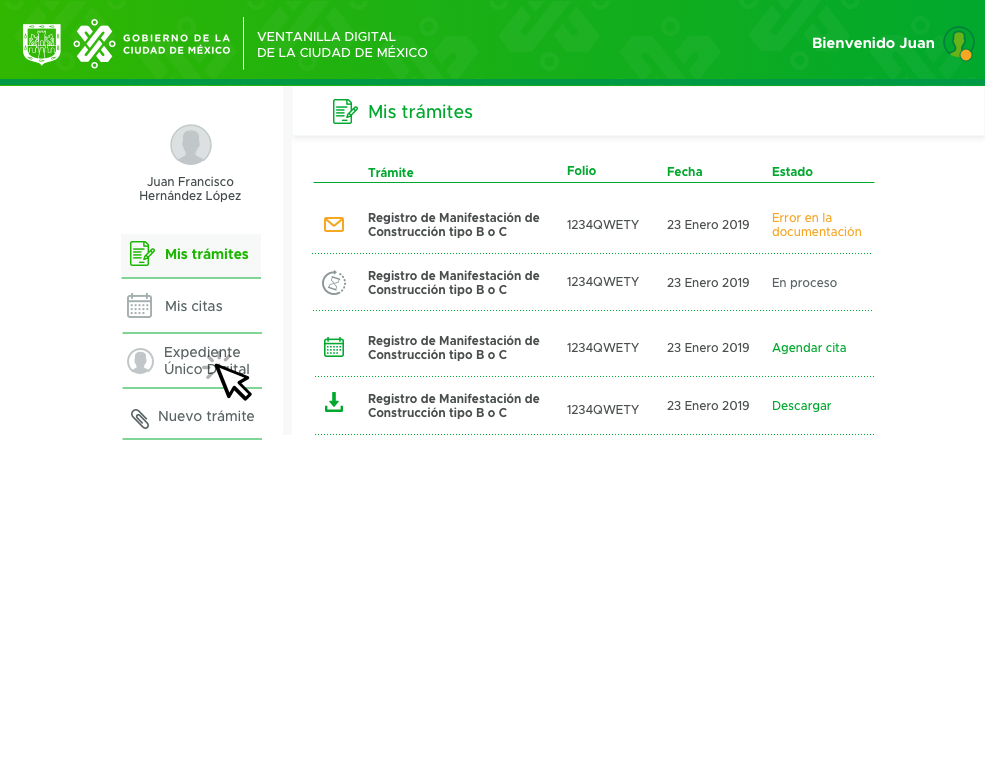 GOBIERNO DE LA
CIUDAD DE MÉXICO
VENTANILLA DIGITAL
DE LA CIUDAD DE MÉXICO
Bienvenido Juan
Juan Francisco
Hernández López
Mis trámites
Mis citas
Expediente
Único Digital
Nuevo trámite
Mis trámites
Trámite Folio Fecha Estado
Registro de Manifestación de
Construcción tipo B o C
1234QWETY
23 Enero 2019
Error en la
documentación
Registro de Manifestación de
Construcción tipo B o C
1234QWETY
23 Enero 2019
En proceso
Registro de Manifestación de
Construcción tipo B o C
1234QWETY
23 Enero 2019
Agendar cita
Registro de Manifestación de
Construcción tipo B o C
1234QWETY
23 Enero 2019
Descargar